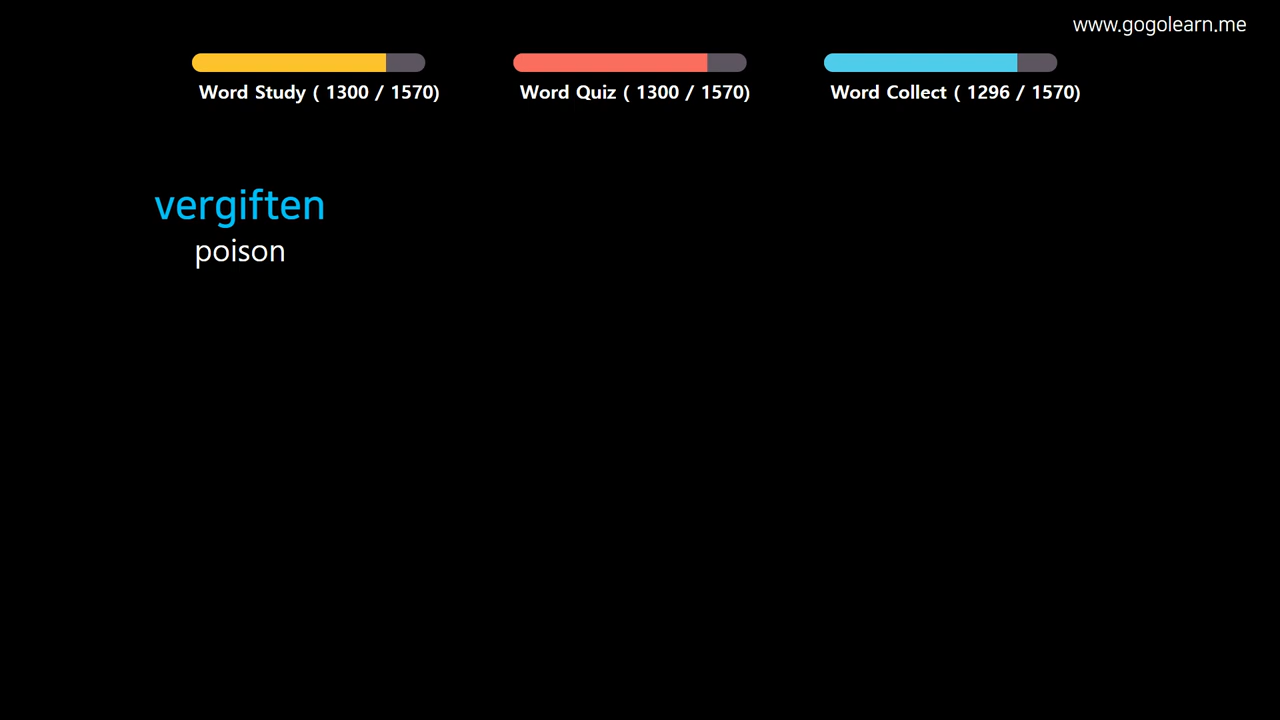 www.gogolearn.me
Word Study ( 1300 / 1570)
Word Quiz ( 1300 / 1570)
Word Collect ( 1296 / 1570)
vergiften
poison